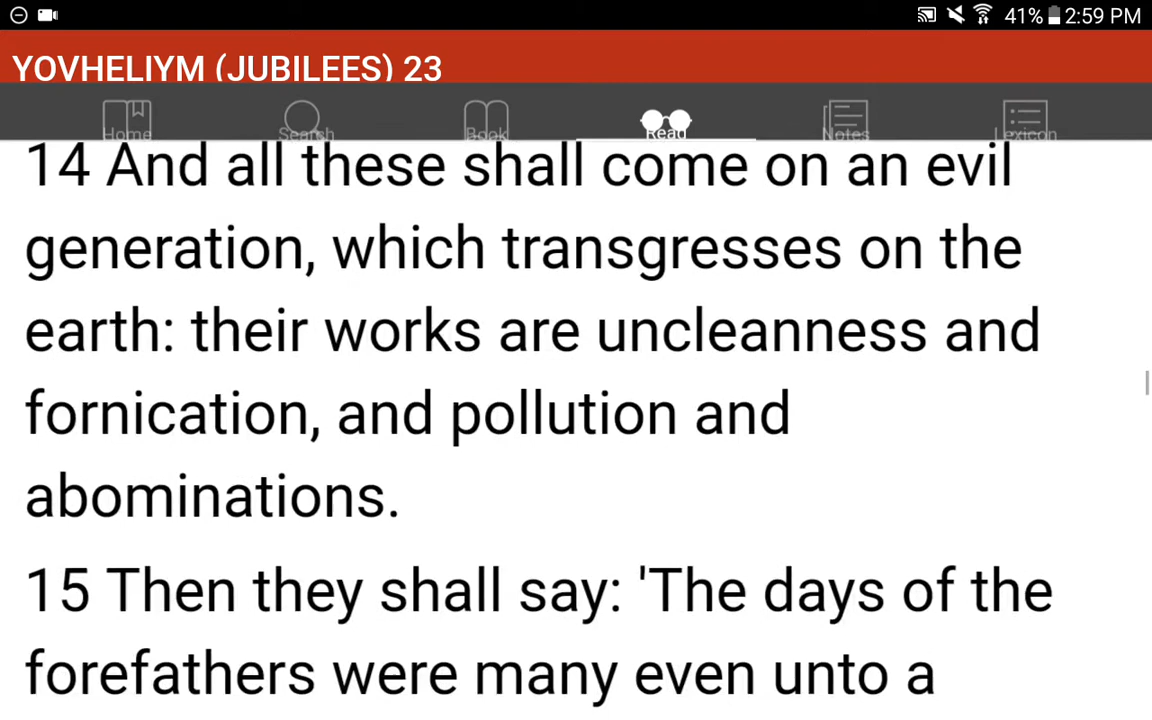 41% 2:59 PM
YOVHELIYM (JUBILEES) 23
Home Search Book Read Notes Lexicon
14 And all these shall come on an evil
generation, which transgresses on the
earth: their works are uncleanness and
fornication, and pollution and
abominations.
15 Then they shall say: 'The days of the
forefathers were many even unto a